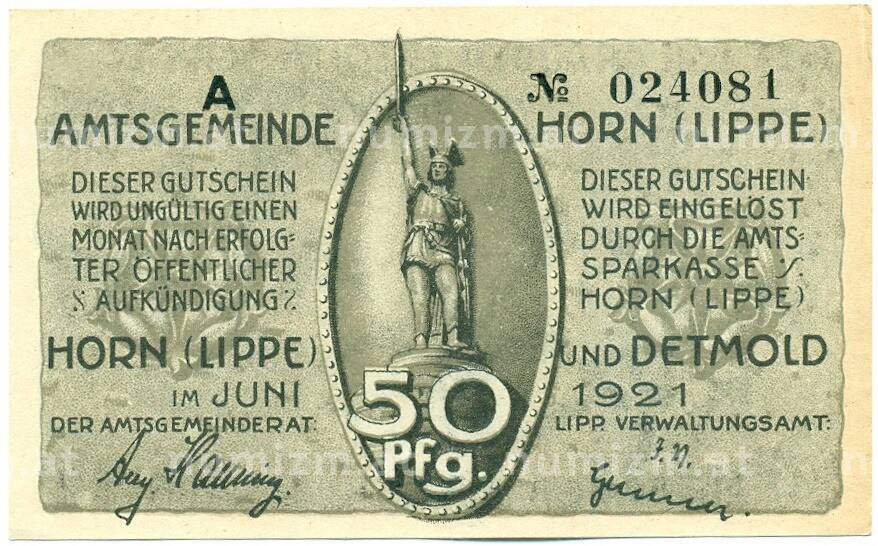 A
№ 024081
AMTSGEMEINDE HORN (LIPPE)
DIESER GUTSCHEIN
WIRD UNGÜLTIG EINEN
MONAT NACH ERFOLG-
TER ÖFFENTLICHER
AUFKÜNDIGUNG
DIESER GUTSCHEIN
WIRD EINGELÖST
DURCH DIE AMTS-
SPARKASSE
HORN (LIPPE)
HORN (LIPPE) UND DETMOLD
IM JUNI 1921
DER AMTSGEMEINDERAT:
LIPP. VERWALTUNGSAMT:
50
Pfg.
numizmat.at